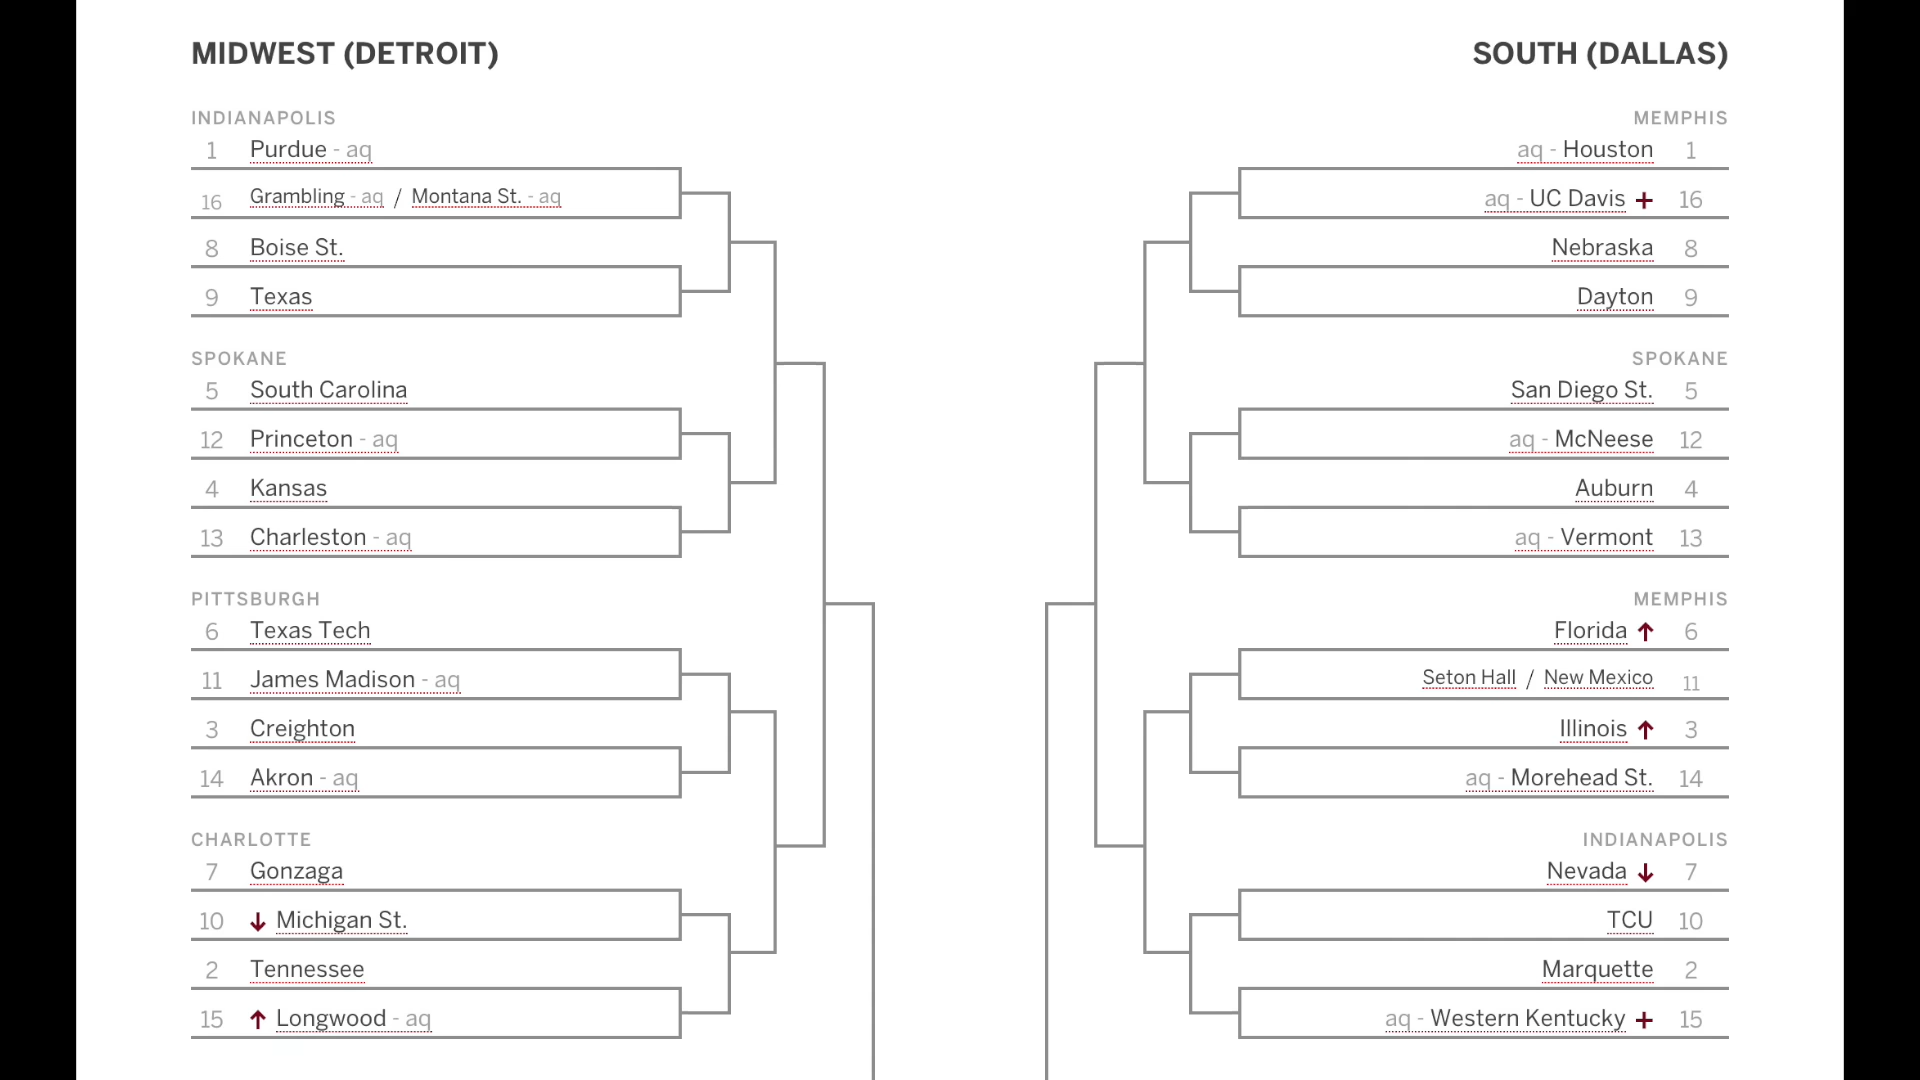 MIDWEST (DETROIT)
INDIANAPOLIS
1 Purdue - aq
16 Grambling - aq / Montana St. - aq
8 Boise St.
9 Texas
SPOKANE
5 South Carolina
12 Princeton - aq
4 Kansas
13 Charleston - aq
PITTSBURGH
6 Texas Tech
11 James Madison - aq
3 Creighton
14 Akron - aq
CHARLOTTE
7 Gonzaga
10 ↓ Michigan St.
2 Tennessee
15 ↑ Longwood - aq
SOUTH (DALLAS)
MEMPHIS
aq - Houston 1
aq - UC Davis + 16
Nebraska 8
Dayton 9
SPOKANE
San Diego St. 5
aq - McNeese 12
Auburn 4
aq - Vermont 13
MEMPHIS
Florida ↑ 6
Seton Hall / New Mexico 11
Illinois ↑ 3
aq - Morehead St. 14
INDIANAPOLIS
Nevada ↓ 7
TCU 10
Marquette 2
aq - Western Kentucky + 15